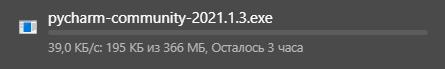 pycharm-community-2021.1.3.exe
39,0 КБ/с: 195 КБ из 366 МБ, Осталось 3 часа